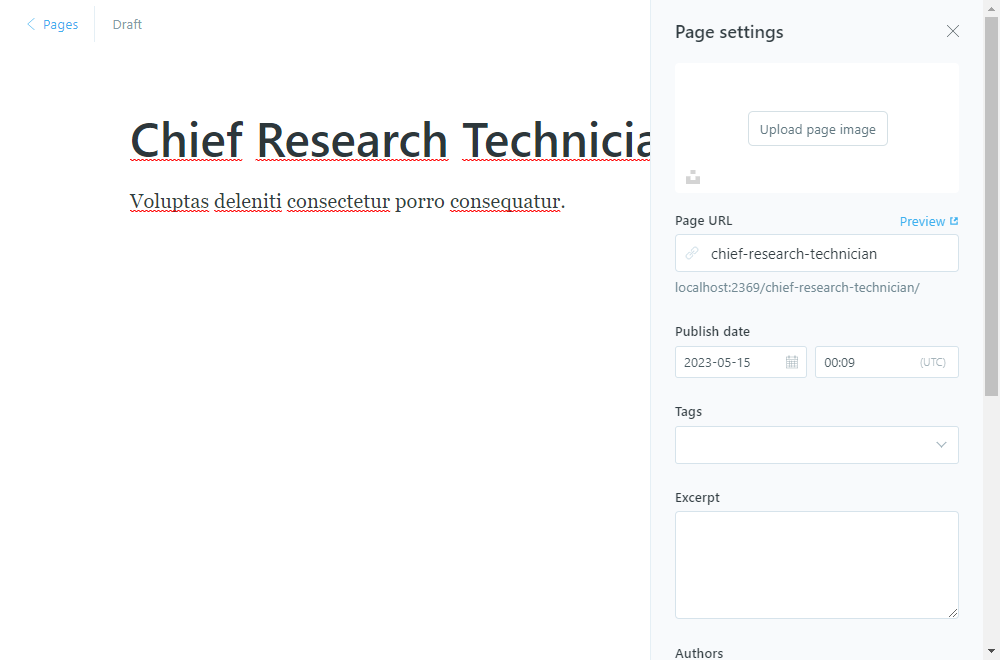 Pages
Draft
Chief Research
Voluptas deleniti consectetur porro consequatur.
Page settings
Upload page image
Page URL
Preview
chief-research-technician
localhost:2369/chief-research-technician/
Publish date
2023-05-15
00:09
(UTC)
Tags
Excerpt
Authors